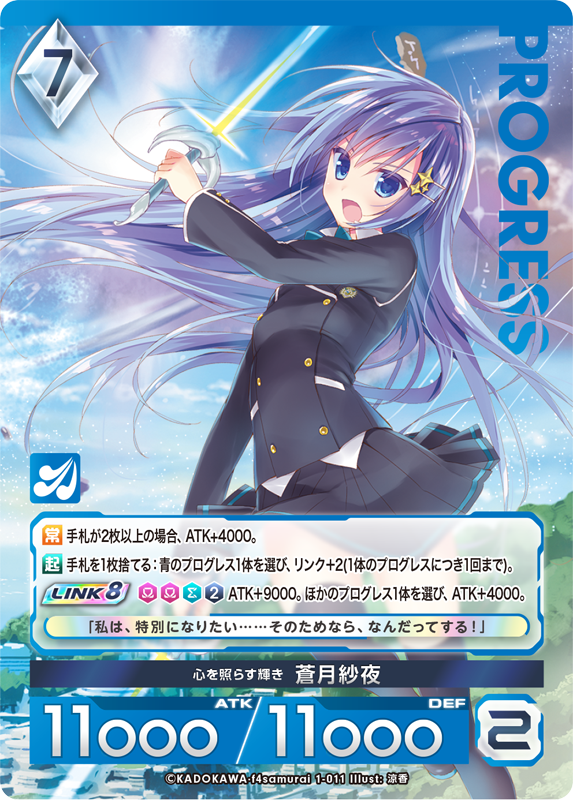 7
PROGRESS
常 手札が2枚以上の場合、ATK+4000。
起 手札を1枚捨てる:青のプログレス1体を選び、リンク+2(1体のプログレスにつき1回まで)。
LINK 8 Ω Ω Σ 2 ATK+9000。ほかのプログレス1体を選び、ATK+4000。
「私は、特別になりたい……そのためなら、なんだってする!」
心を照らす輝き 蒼月紗夜
ATK DEF
11000 / 11000 2
©KADOKAWA-f4samurai 1-011 Illust: 涼香